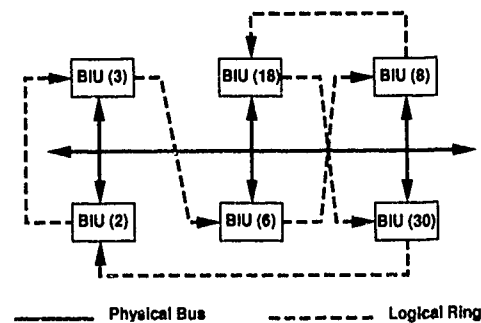 BIU (3)
BIU (18)
BIU (8)
BIU (2)
BIU (6)
BIU (30)
Physical Bus
Logical Ring